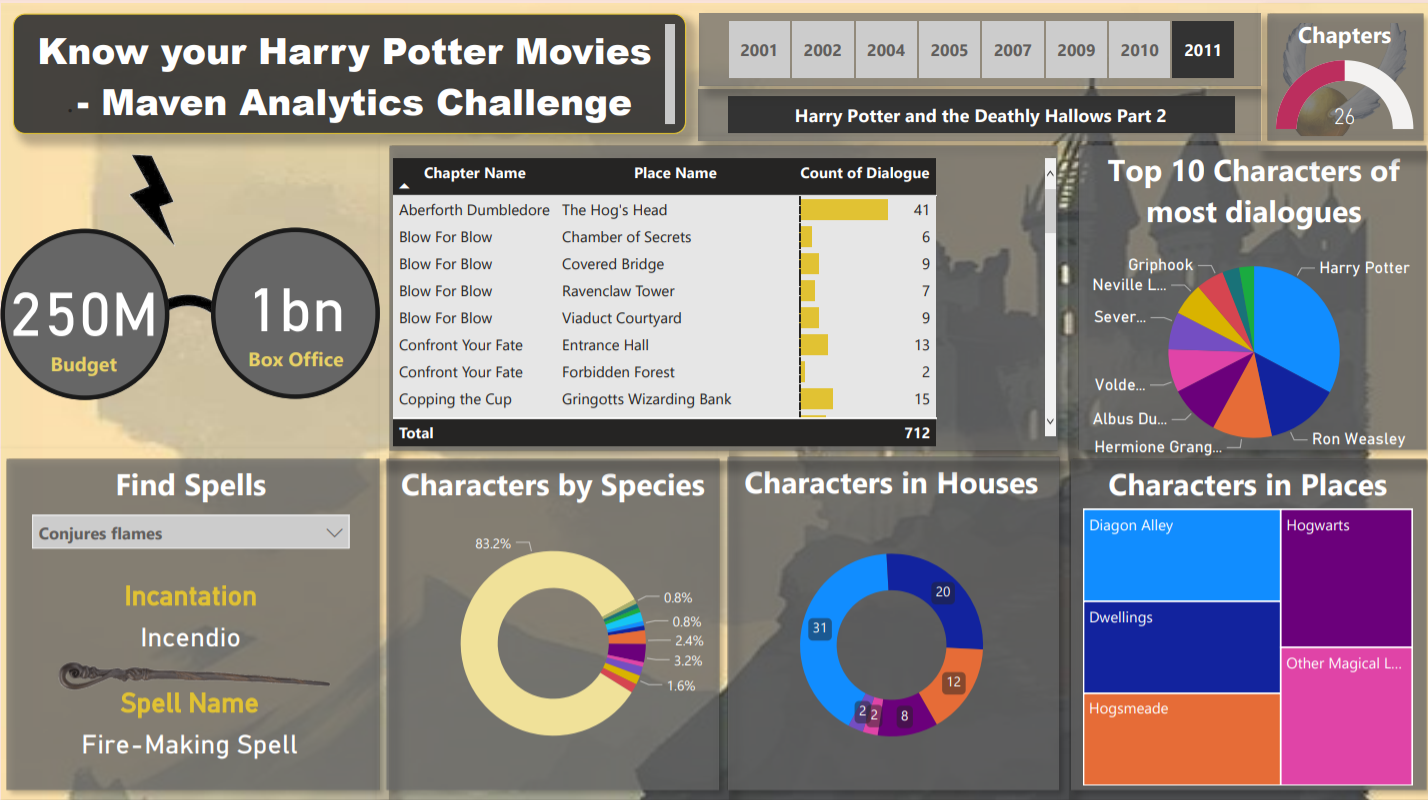 Know your Harry Potter Movies
- Maven Analytics Challenge
2001 2002 2004 2005 2007 2009 2010 2011
Harry Potter and the Deathly Hallows Part 2
Chapters
26
250M
Budget
1bn
Box Office
Chapter Name Place Name Count of Dialogue
Aberforth Dumbledore The Hog's Head 41
Blow For Blow Chamber of Secrets 6
Blow For Blow Covered Bridge 9
Blow For Blow Ravenclaw Tower 7
Blow For Blow Viaduct Courtyard 9
Confront Your Fate Entrance Hall 13
Confront Your Fate Forbidden Forest 2
Copping the Cup Gringotts Wizarding Bank 15
Total 712
Top 10 Characters of
most dialogues
Griphook
Harry Potter
Neville L...
Sever...
Volde...
Albus Du...
Hermione Grang...
Ron Weasley
Find Spells
Conjures flames
Incantation
Incendio
Spell Name
Fire-Making Spell
Characters by Species
83.2%
0.8%
0.8%
2.4%
3.2%
1.6%
Characters in Houses
20
31
12
2
2
8
Characters in Places
Diagon Alley
Hogwarts
Dwellings
Other Magical L...
Hogsmeade